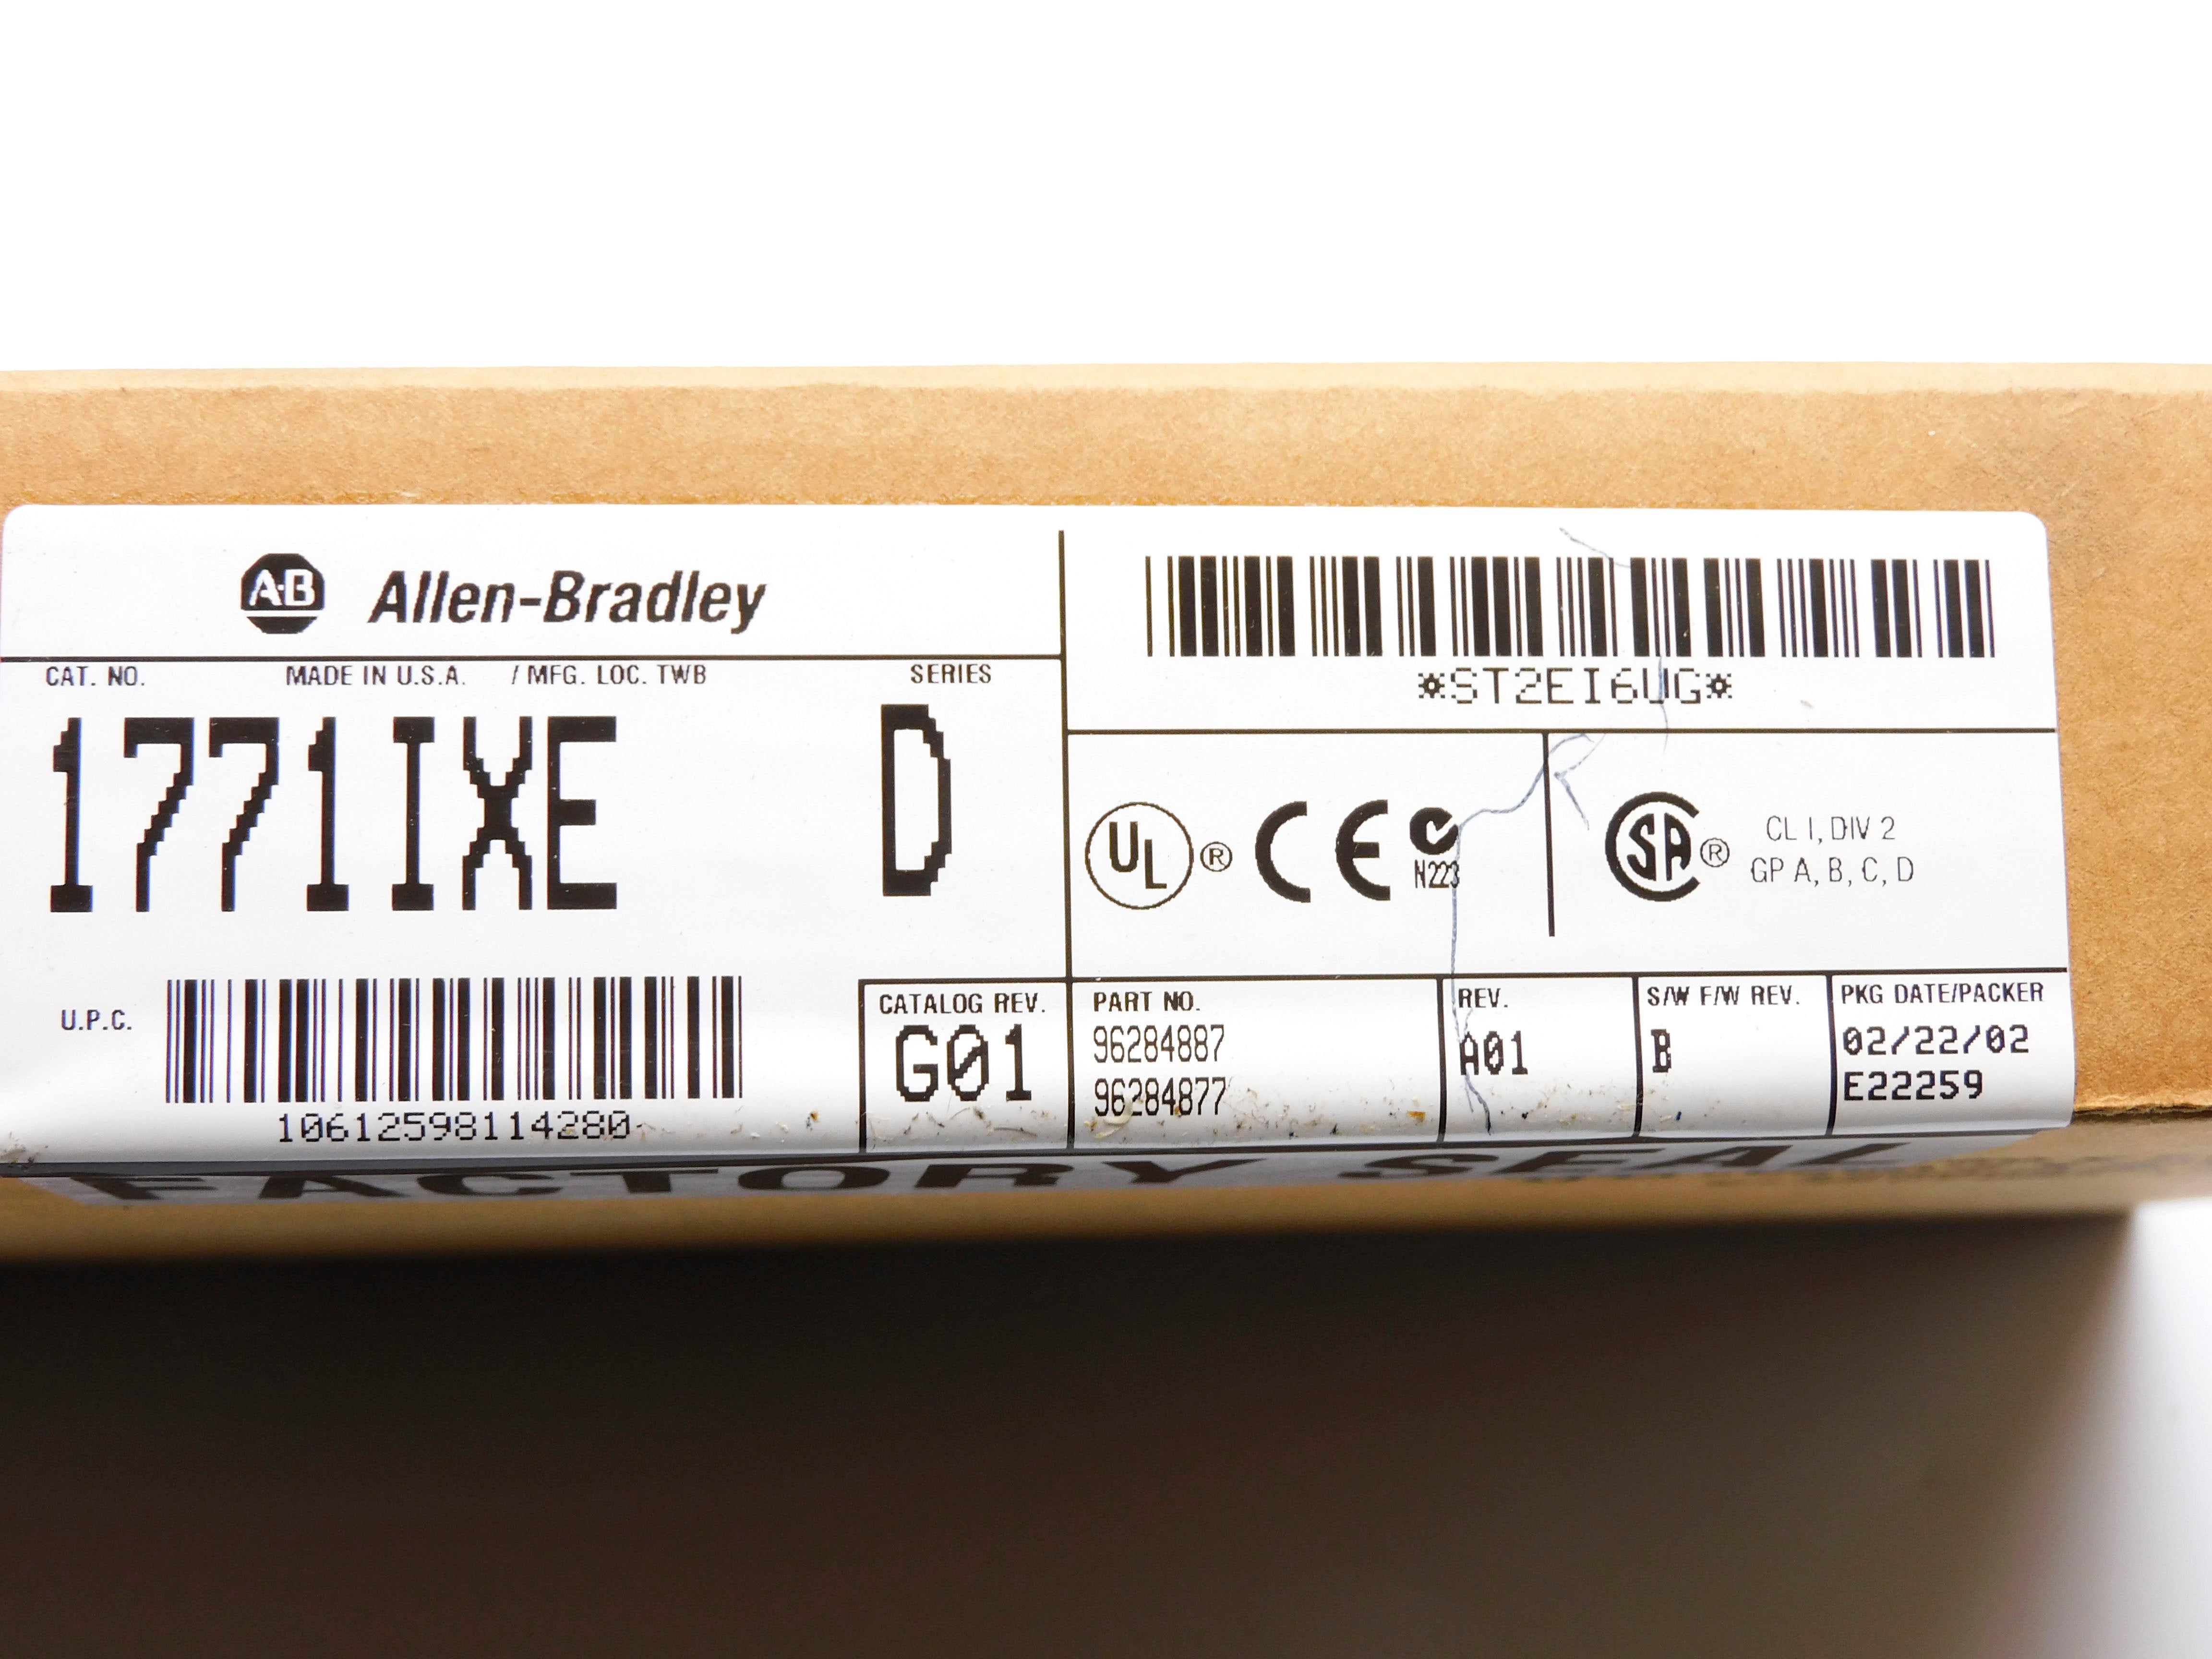 A·B Allen-Bradley
CAT. NO. MADE IN U.S.A. / MFG. LOC. TWB SERIES
1771IXE D
U.P.C.
10612598114280
CATALOG REV.
G01
*ST2EI6UG*
UL® CE N223
SA® CL I, DIV 2
GP A, B, C, D
PART NO.
96284887
96284877
REV.
A01
S/W F/W REV.
B
PKG DATE/PACKER
02/22/02
E22259
FACTORY SEAL